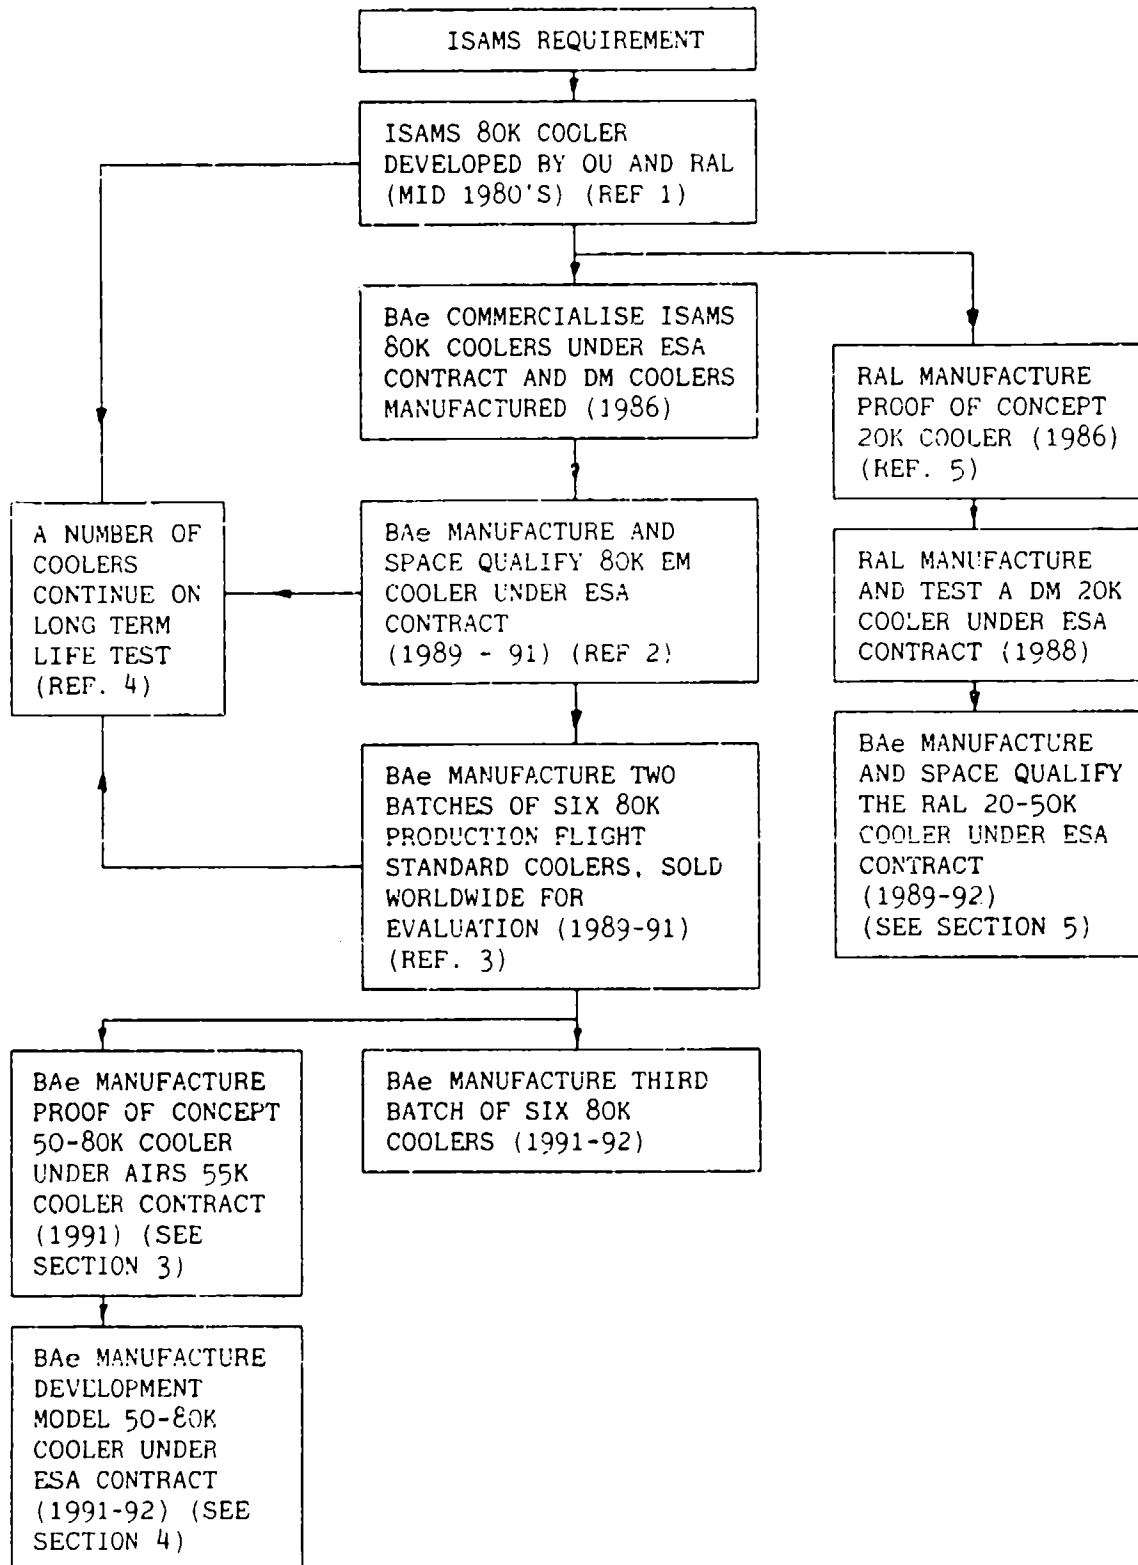 ISAMS REQUIREMENT
ISAMS 80K COOLER
DEVELOPED BY OU AND RAL
(MID 1980'S) (REF 1)
BAe COMMERCIALISE ISAMS
80K COOLERS UNDER ESA
CONTRACT AND DM COOLERS
MANUFACTURED (1986)
RAL MANUFACTURE
PROOF OF CONCEPT
20K COOLER (1986)
(REF. 5)
A NUMBER OF
COOLERS
CONTINUE ON
LONG TERM
LIFE TEST
(REF. 4)
BAe MANUFACTURE AND
SPACE QUALIFY 80K EM
COOLER UNDER ESA
CONTRACT
(1989 - 91) (REF 2)
RAL MANUFACTURE
AND TEST A DM 20K
COOLER UNDER ESA
CONTRACT (1988)
BAe MANUFACTURE TWO
BATCHES OF SIX 80K
PRODUCTION FLIGHT
STANDARD COOLERS, SOLD
WORLDWIDE FOR
EVALUATION (1989-91)
(REF. 3)
BAe MANUFACTURE
AND SPACE QUALIFY
THE RAL 20-50K
COOLER UNDER ESA
CONTRACT
(1989-92)
(SEE SECTION 5)
BAe MANUFACTURE
PROOF OF CONCEPT
50-80K COOLER
UNDER AIRS 55K
COOLER CONTRACT
(1991) (SEE
SECTION 3)
BAe MANUFACTURE THIRD
BATCH OF SIX 80K
COOLERS (1991-92)
BAe MANUFACTURE
DEVELOPMENT
MODEL 50-80K
COOLER UNDER
ESA CONTRACT
(1991-92) (SEE
SECTION 4)